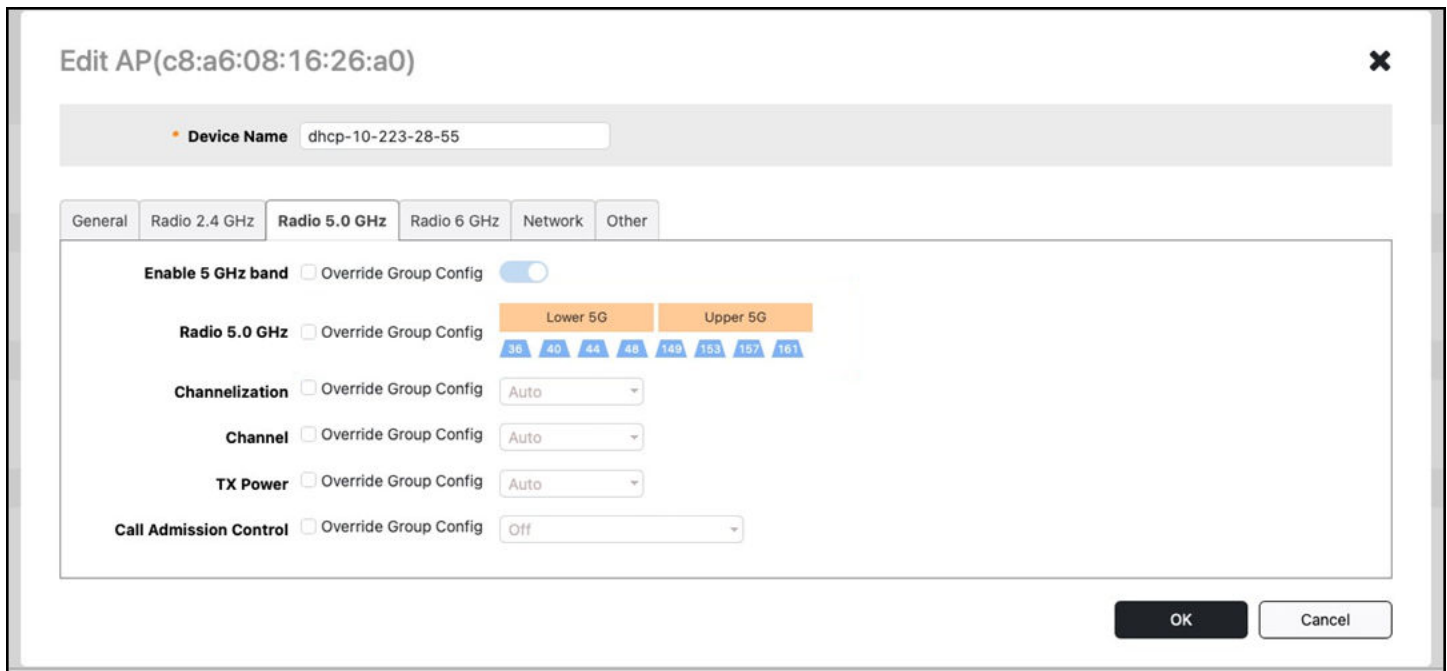 Edit AP(c8:a6:08:16:26:a0)
* Device Name dhcp-10-223-28-55
General Radio 2.4 GHz Radio 5.0 GHz Radio 6 GHz Network Other
Enable 5 GHz band Override Group Config
Lower 5G Upper 5G
Radio 5.0 GHz Override Group Config
36 40 44 48 149 153 157 161
Channelization Override Group Config Auto
Channel Override Group Config Auto
TX Power Override Group Config Auto
Call Admission Control Override Group Config Off
OK Cancel